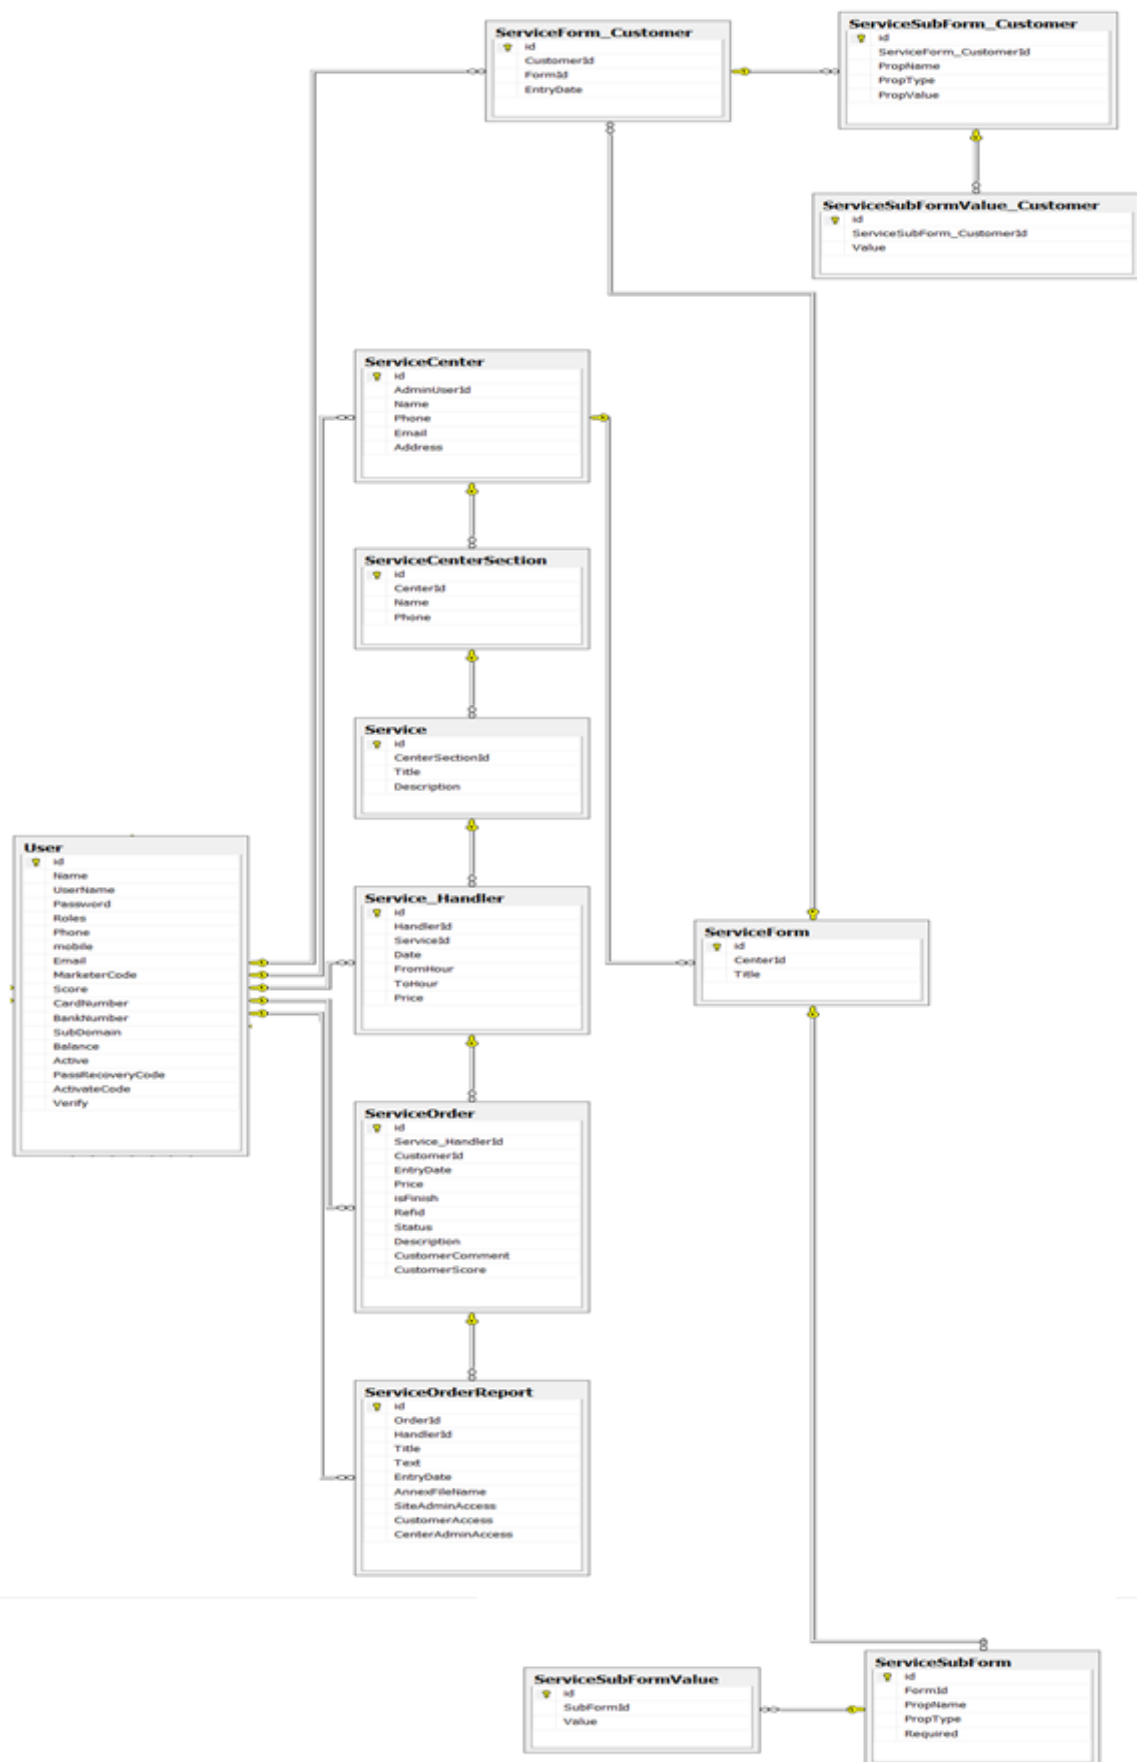 ServiceForm_Customer
id
CustomerId
FormId
EntryDate
ServiceSubForm_Customer
id
ServiceForm_CustomerId
PropName
PropType
PropValue
ServiceSubFormValue_Customer
id
ServiceSubForm_CustomerId
Value
ServiceCenter
id
AdminUserId
Name
Phone
Email
Address
ServiceCenterSection
id
CenterId
Name
Phone
Service
id
CenterSectionId
Title
Description
User
id
Name
UserName
Password
Roles
Phone
mobile
Email
MarketerCode
Score
CardNumber
BankNumber
SubDomain
Balance
Active
PassRecoveryCode
ActivateCode
Verify
Service_Handler
id
HandlerId
ServiceId
Date
FromHour
ToHour
Price
ServiceForm
id
CenterId
Title
ServiceOrder
id
Service_HandlerId
CustomerId
EntryDate
Price
isFinish
Refid
Status
Description
CustomerComment
CustomerScore
ServiceOrderReport
id
OrderId
HandlerId
Title
Text
EntryDate
AnnexFileName
SiteAdminAccess
CustomerAccess
CenterAdminAccess
ServiceSubFormValue
id
SubFormId
Value
ServiceSubForm
id
FormId
PropName
PropType
Required